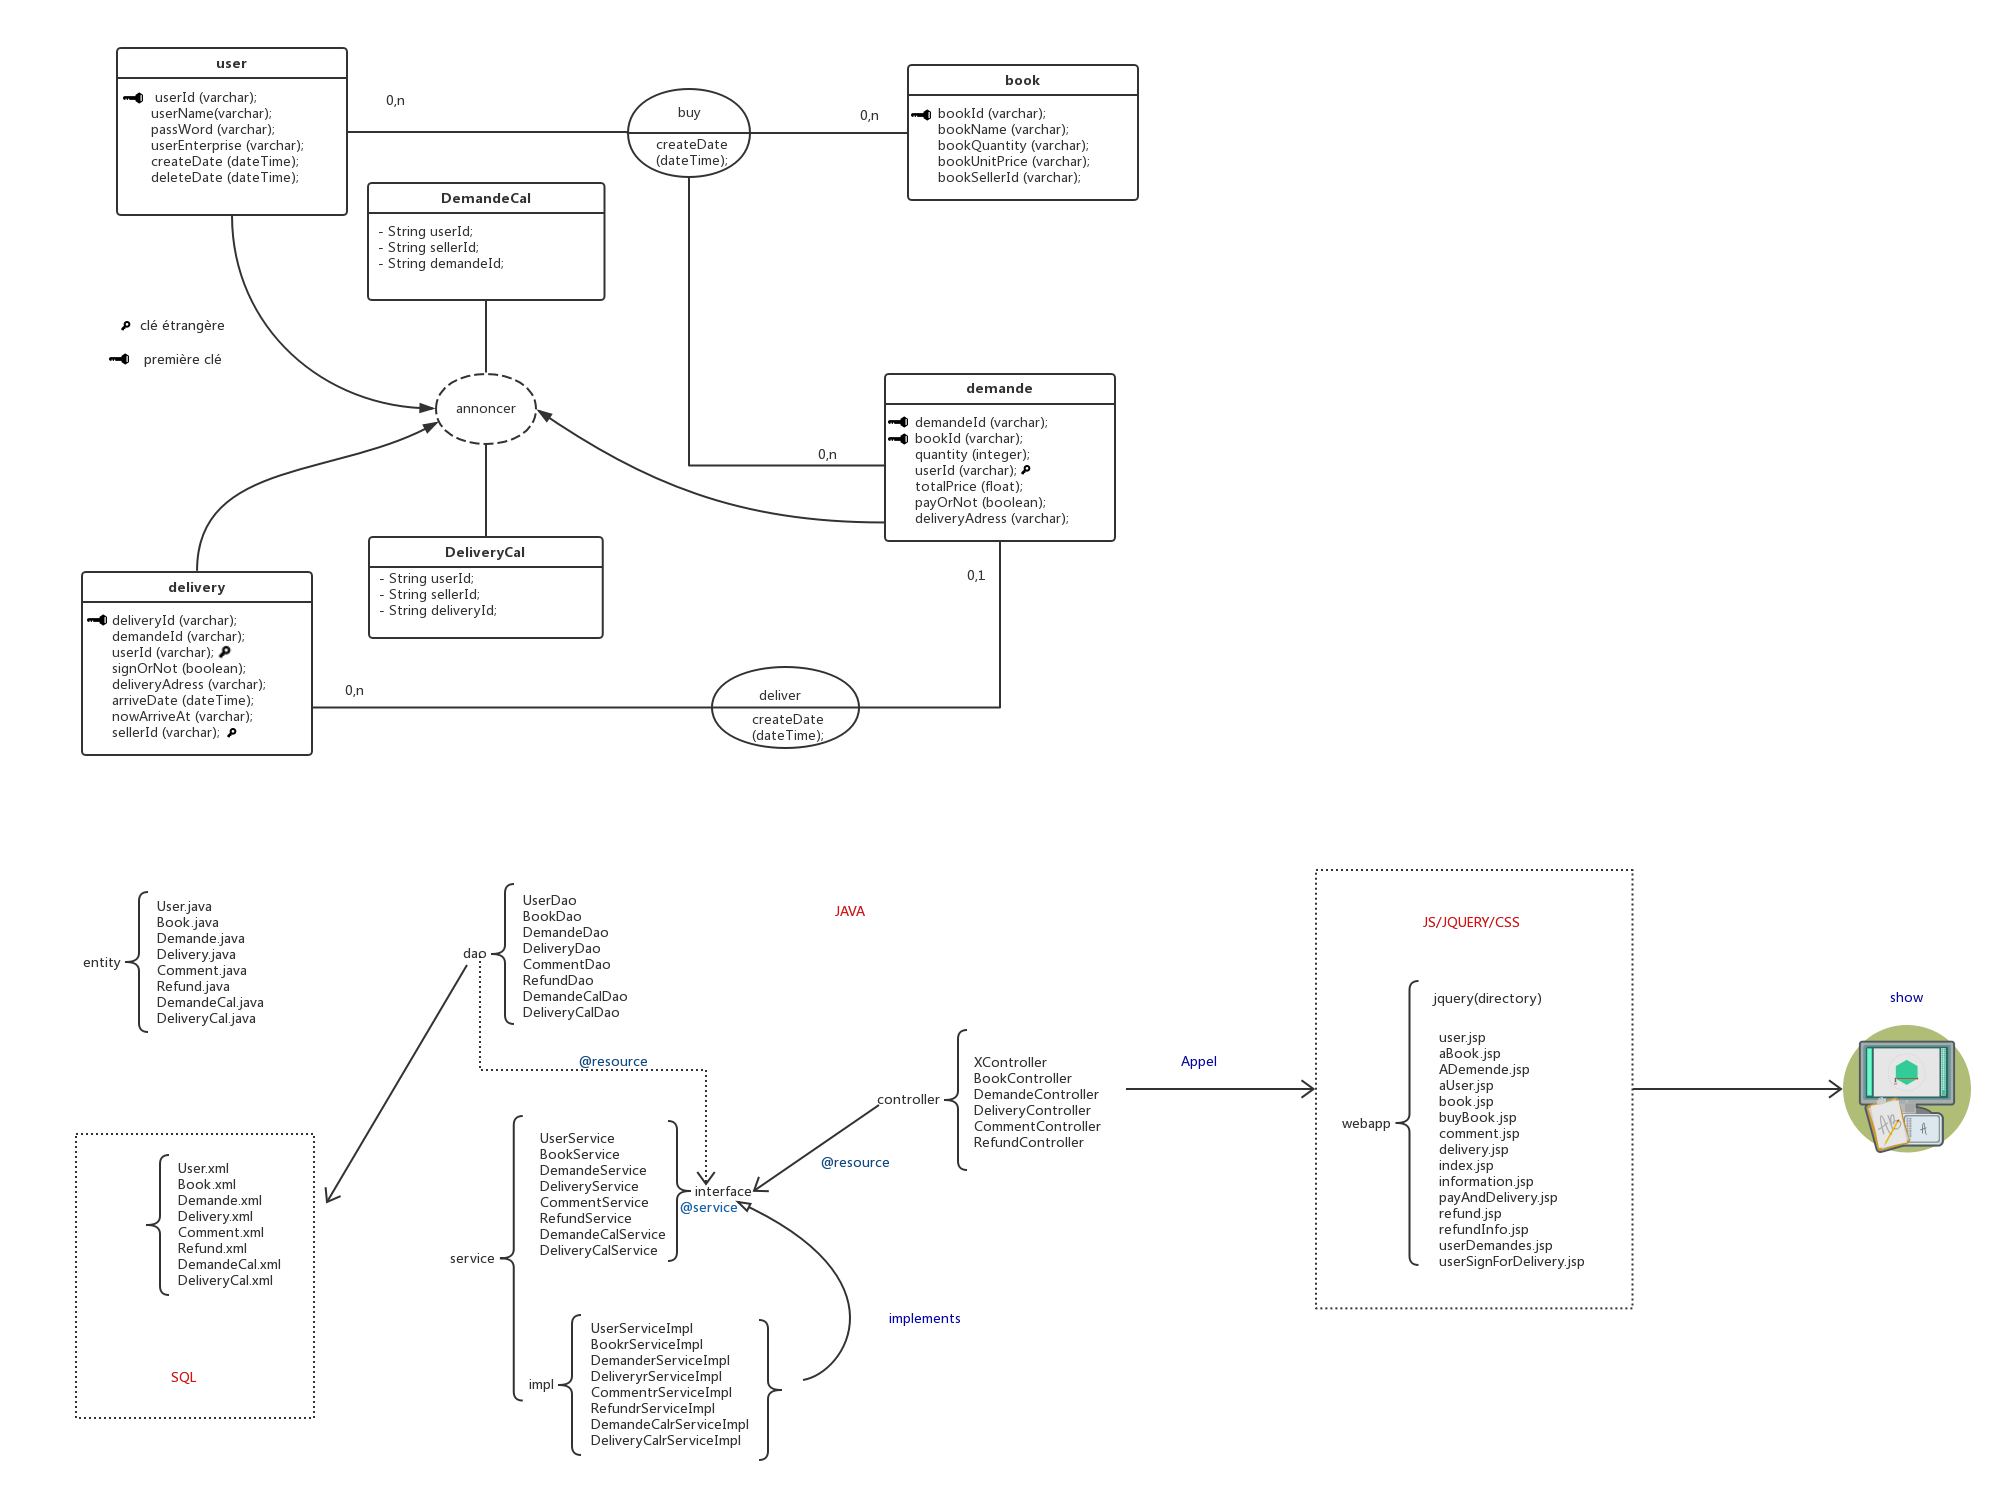 user
userId (varchar);
userName(varchar);
passWord (varchar);
userEnterprise (varchar);
createDate (dateTime);
deleteDate (dateTime);
0,n
buy
createDate
(dateTime);
0,n
book
bookId (varchar);
bookName (varchar);
bookQuantity (varchar);
bookUnitPrice (varchar);
bookSellerId (varchar);
DemandeCal
- String userId;
- String sellerId;
- String demandeId;
clé étrangère
première clé
annoncer
0,n
demande
demandeId (varchar);
bookId (varchar);
quantity (integer);
userId (varchar);
totalPrice (float);
payOrNot (boolean);
deliveryAdress (varchar);
0,1
DeliveryCal
- String userId;
- String sellerId;
- String deliveryId;
delivery
deliveryId (varchar);
demandeId (varchar);
userId (varchar);
signOrNot (boolean);
deliveryAdress (varchar);
arriveDate (dateTime);
nowArriveAt (varchar);
sellerId (varchar);
0,n
deliver
createDate
(dateTime);
entity
User.java
Book.java
Demande.java
Delivery.java
Comment.java
Refund.java
DemandeCal.java
DeliveryCal.java
dao
UserDao
BookDao
DemandeDao
DeliveryDao
CommentDao
RefundDao
DemandeCalDao
DeliveryCalDao
JAVA
@resource
User.xml
Book.xml
Demande.xml
Delivery.xml
Comment.xml
Refund.xml
DemandeCal.xml
DeliveryCal.xml
SQL
service
UserService
BookService
DemandeService
DeliveryService
CommentService
RefundService
DemandeCalService
DeliveryCalService
interface
@service
impl
UserServiceImpl
BookrServiceImpl
DemanderServiceImpl
DeliveryrServiceImpl
CommentrServiceImpl
RefundrServiceImpl
DemandeCalrServiceImpl
DeliveryCalrServiceImpl
implements
@resource
controller
XController
BookController
DemandeController
DeliveryController
CommentController
RefundController
Appel
JS/JQUERY/CSS
webapp
jquery(directory)
user.jsp
aBook.jsp
ADemende.jsp
aUser.jsp
book.jsp
buyBook.jsp
comment.jsp
delivery.jsp
index.jsp
information.jsp
payAndDelivery.jsp
refund.jsp
refundInfo.jsp
userDemandes.jsp
userSignForDelivery.jsp
show
AB
A